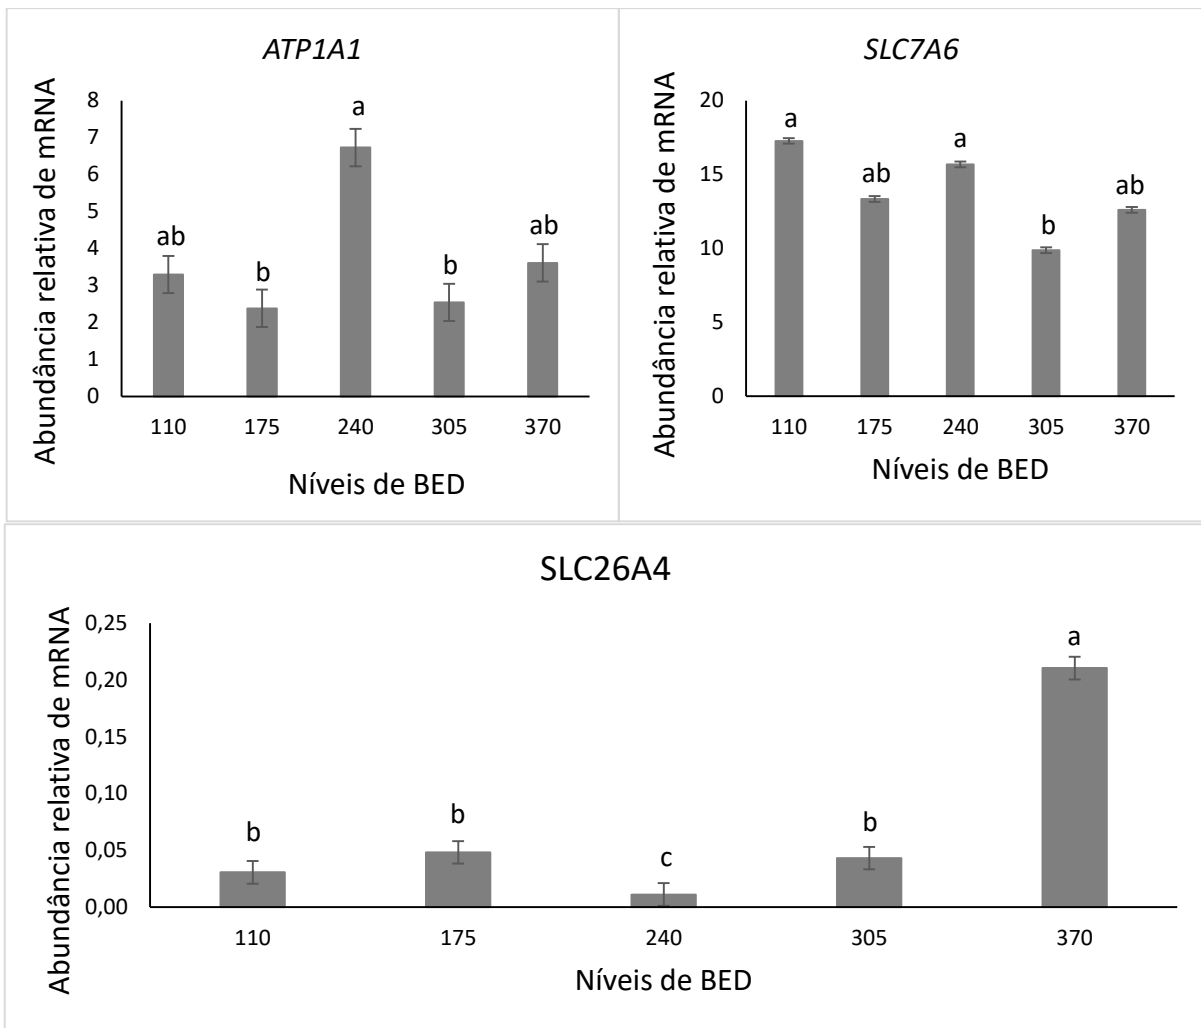 ATP1A1
Abundância relativa de mRNA
8
7
6
5
4
3
2
1
0
ab
b
a
b
ab
110 175 240 305 370
Níveis de BED
SLC7A6
Abundância relativa de mRNA
20
15
10
5
0
a
ab
a
b
ab
110 175 240 305 370
Níveis de BED
SLC26A4
Abundância relativa de mRNA
0,25
0,20
0,15
0,10
0,05
0,00
b
b
c
b
a
110 175 240 305 370
Níveis de BED